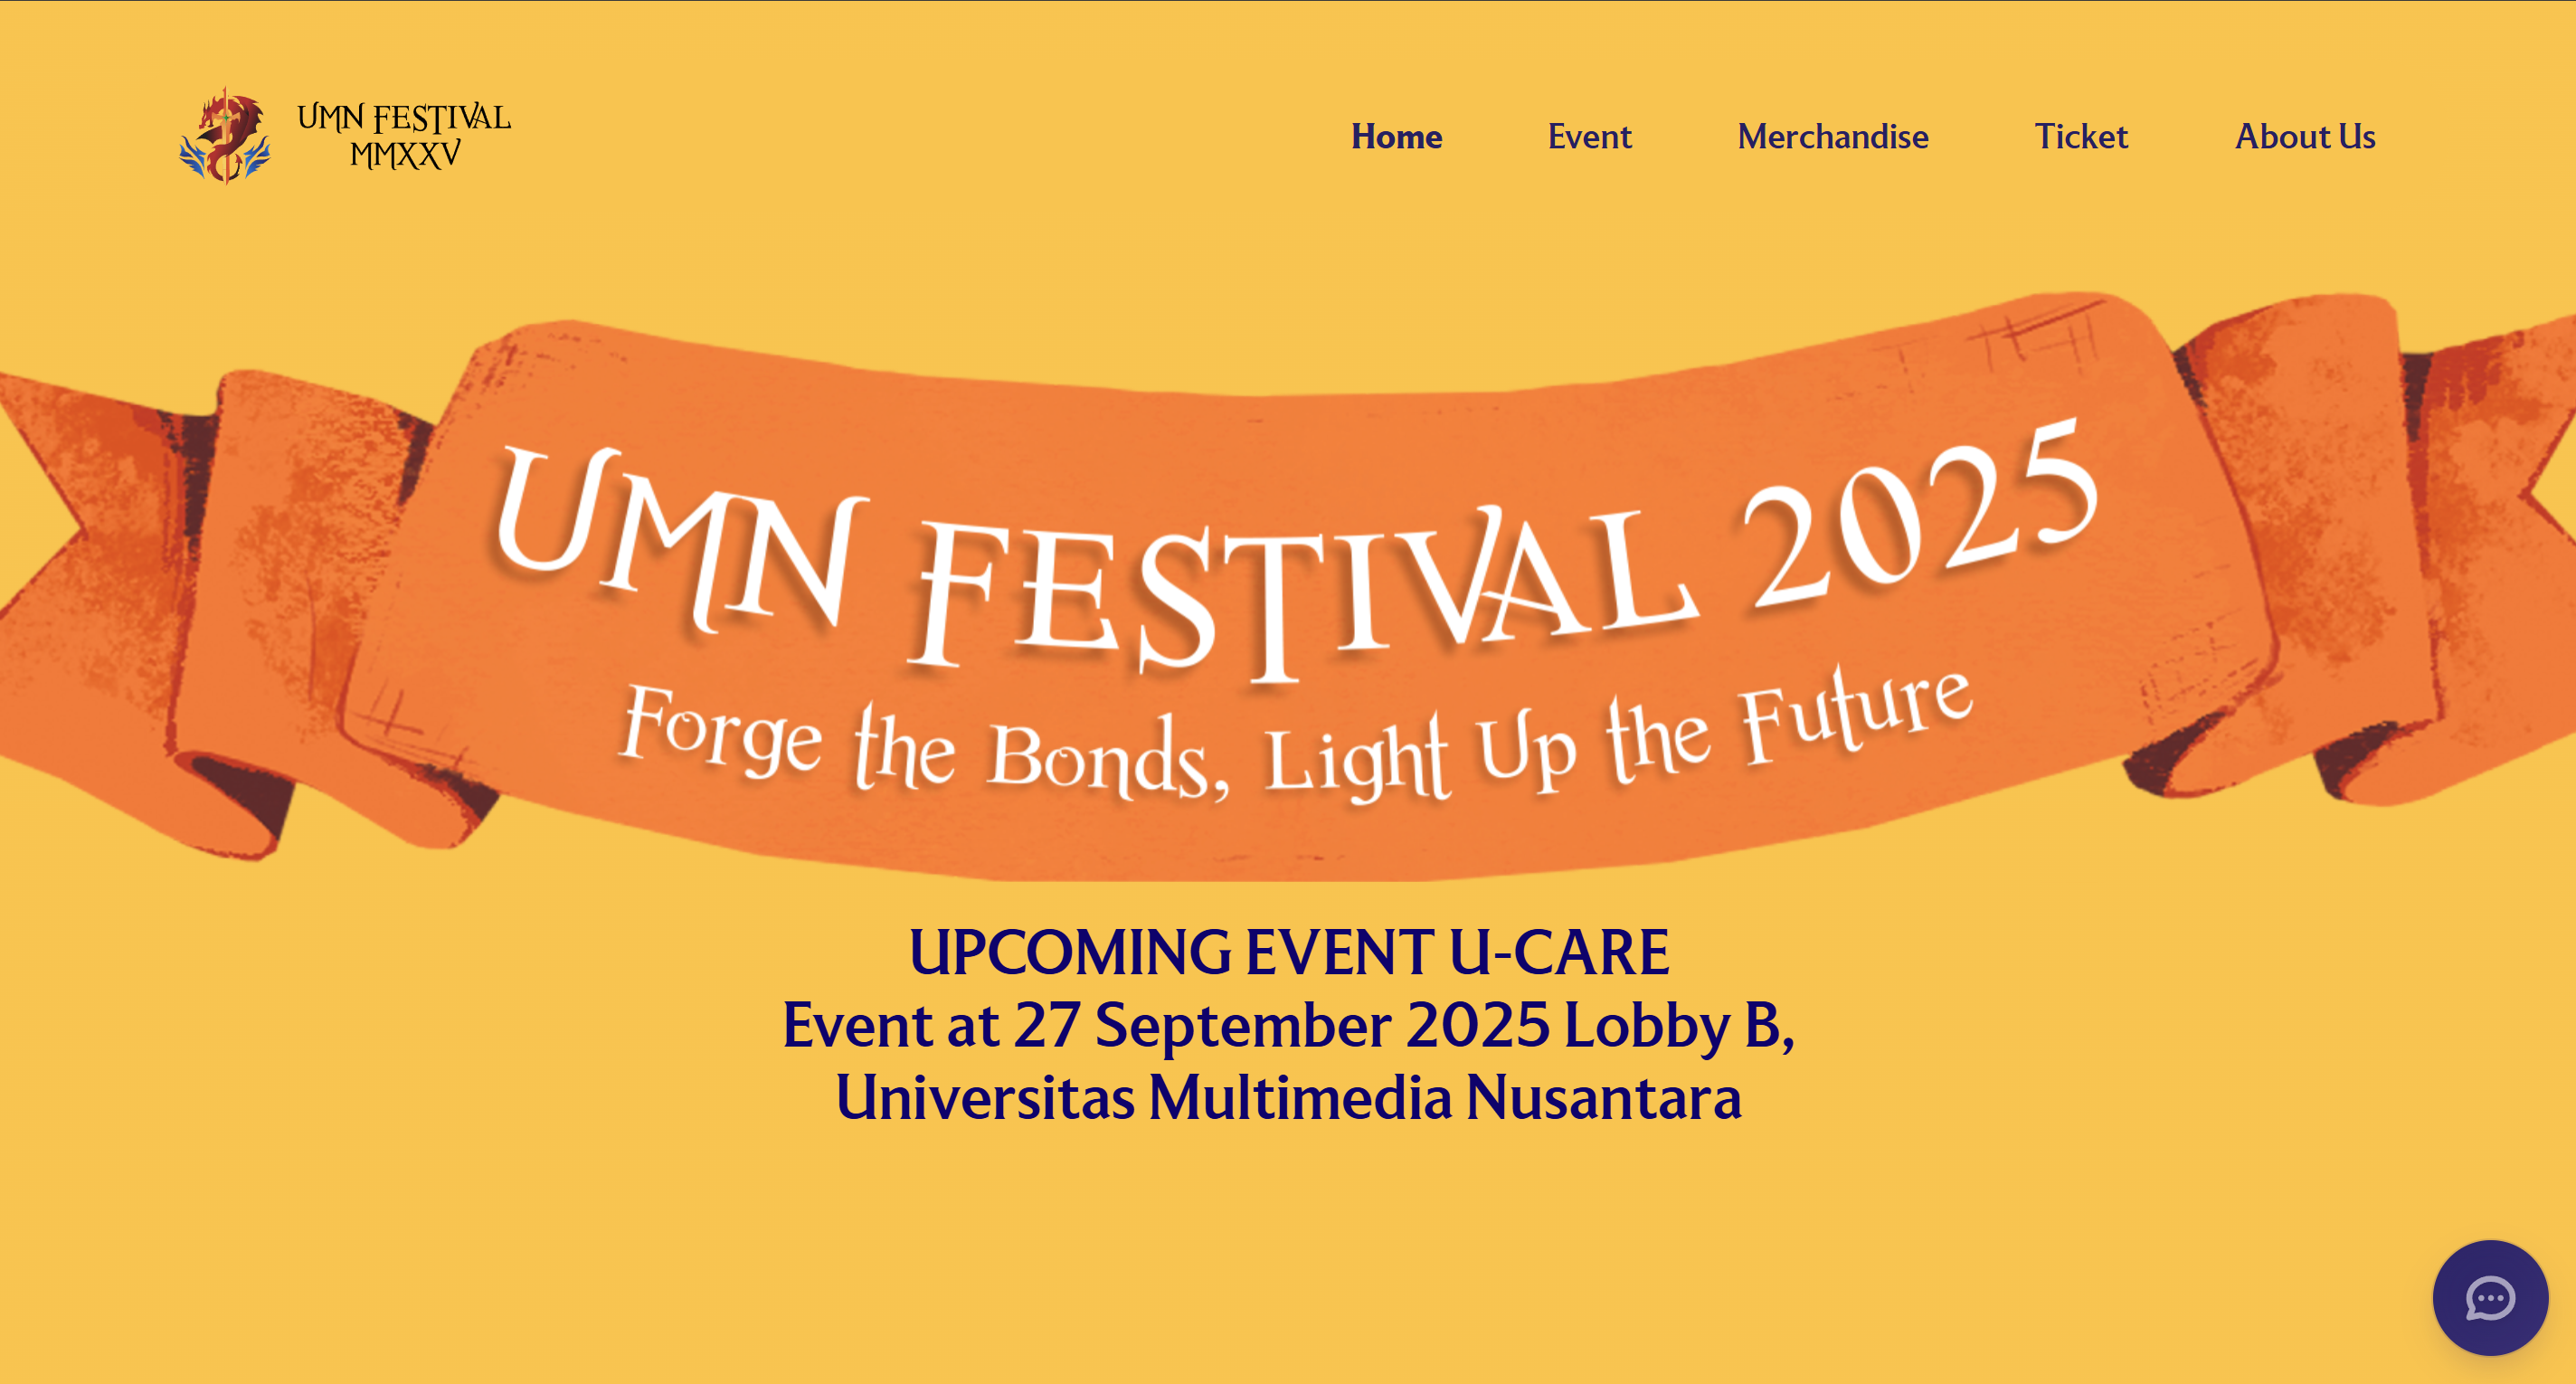 UMN FESTIVAL
MMXXV
Home
Event
Merchandise
Ticket
About Us
UMN FESTIVAL 2025
Forge the Bonds, Light Up the Future
UPCOMING EVENT U-CARE
Event at 27 September 2025 Lobby B,
Universitas Multimedia Nusantara